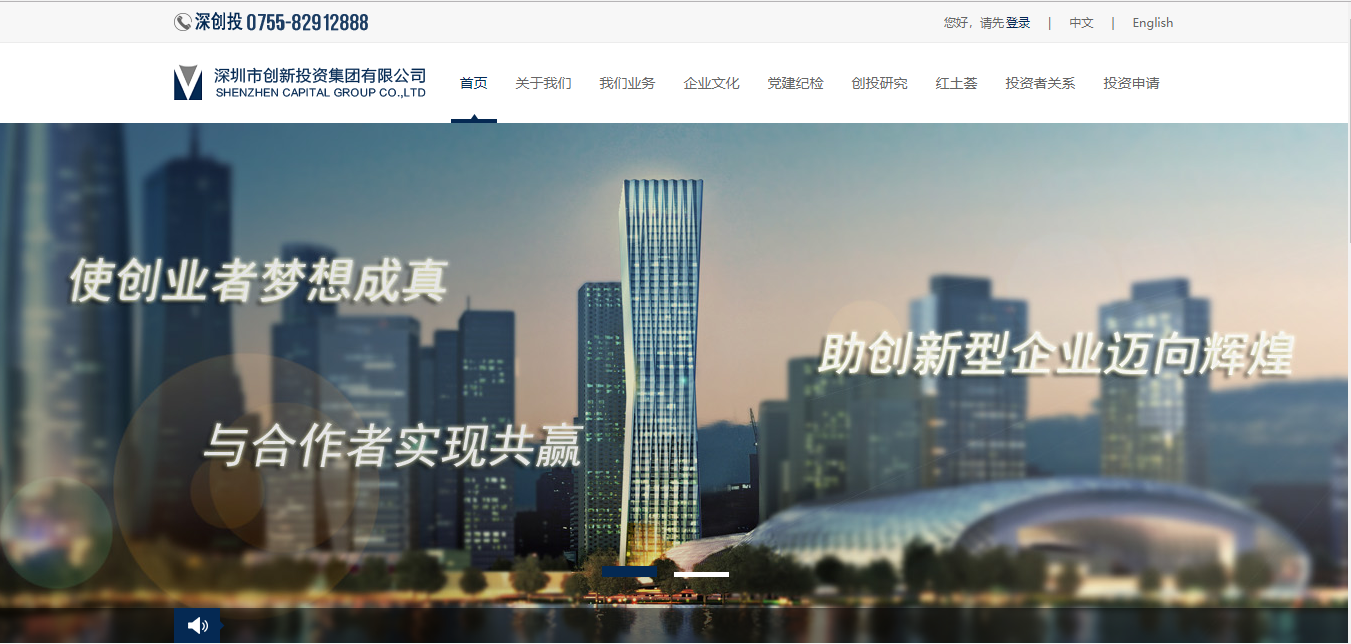 深创投 0755-82912888
您好，请先登录 | 中文 | English
深圳市创新投资集团有限公司
SHENZHEN CAPITAL GROUP CO.,LTD
首页 关于我们 我们业务 企业文化 党建纪检 创投研究 红土荟 投资者关系 投资申请
使创业者梦想成真
助创新型企业迈向辉煌
与合作者实现共赢